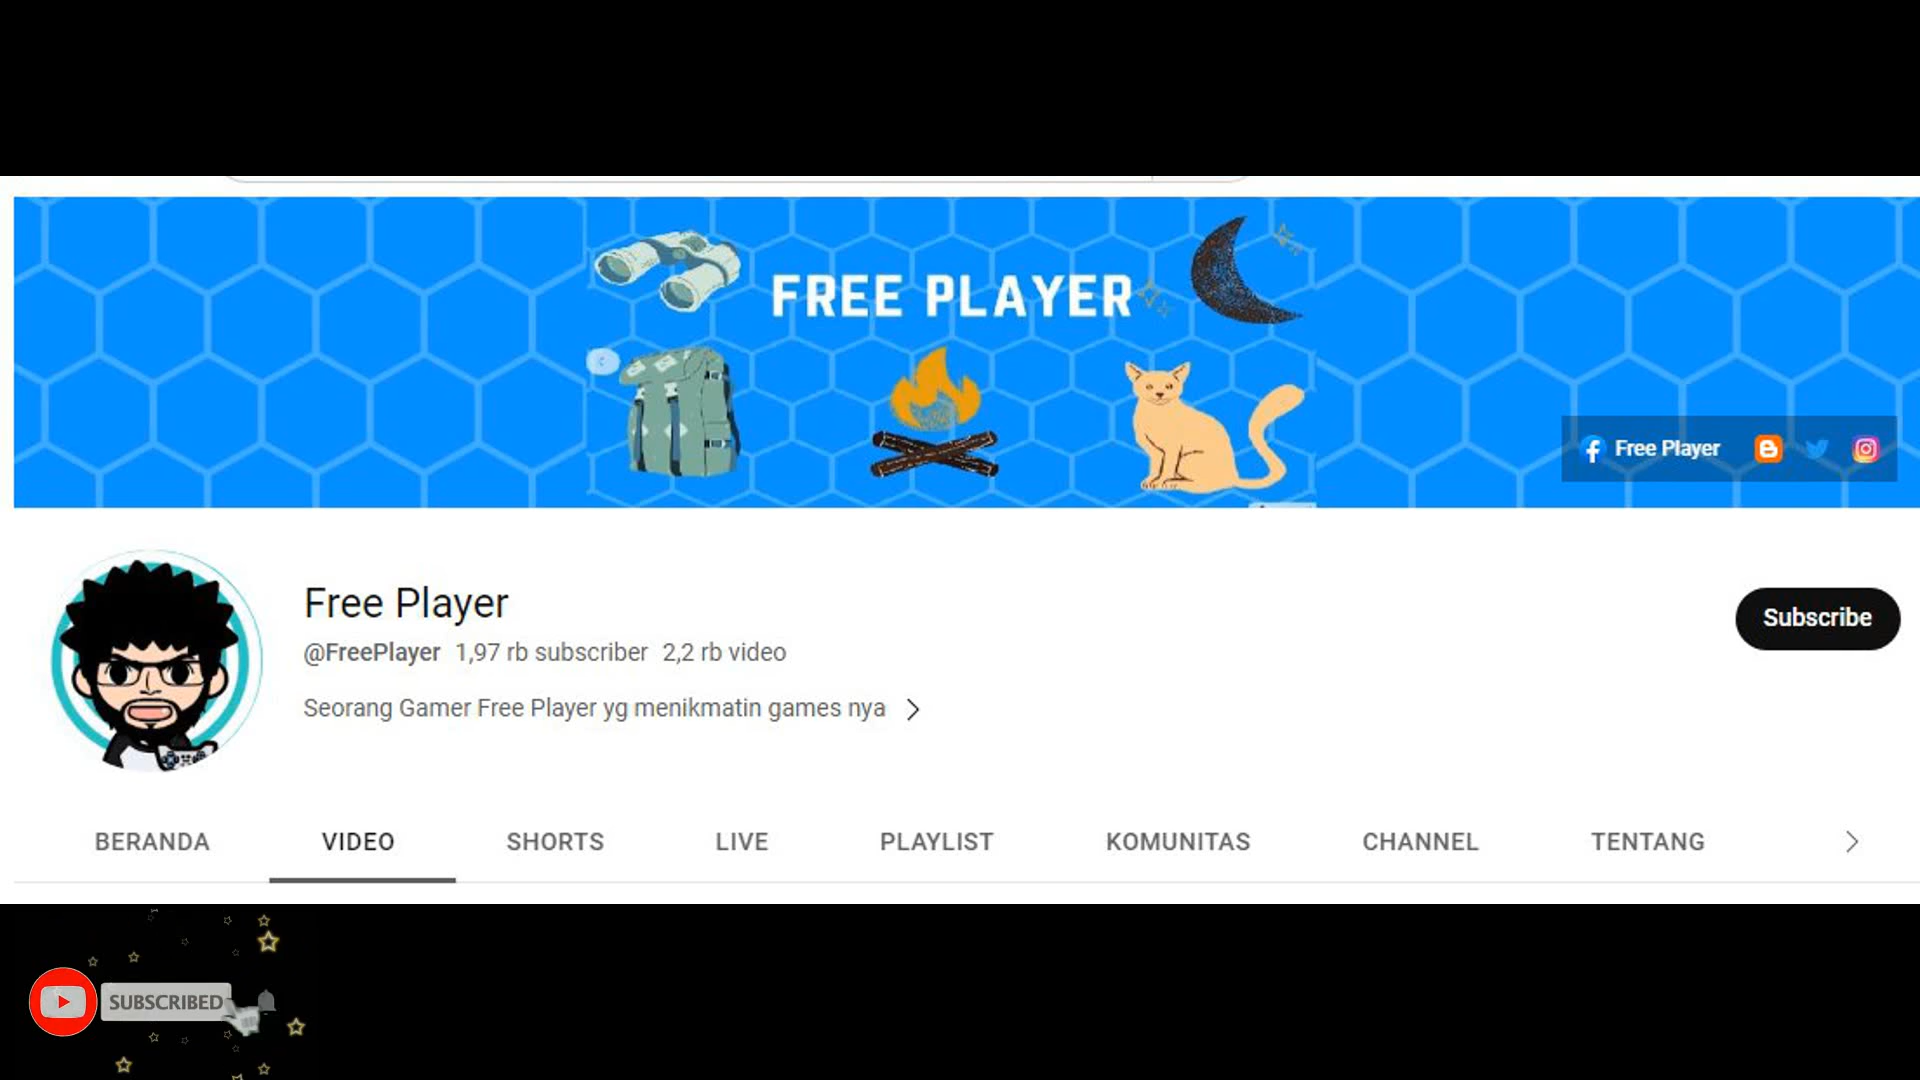 FREE PLAYER
Free Player
Free Player
@FreePlayer 1,97 rb subscriber 2,2 rb video
Subscribe
Seorang Gamer Free Player yg menikmatin games nya
BERANDA VIDEO SHORTS LIVE PLAYLIST KOMUNITAS CHANNEL TENTANG
SUBSCRIBED